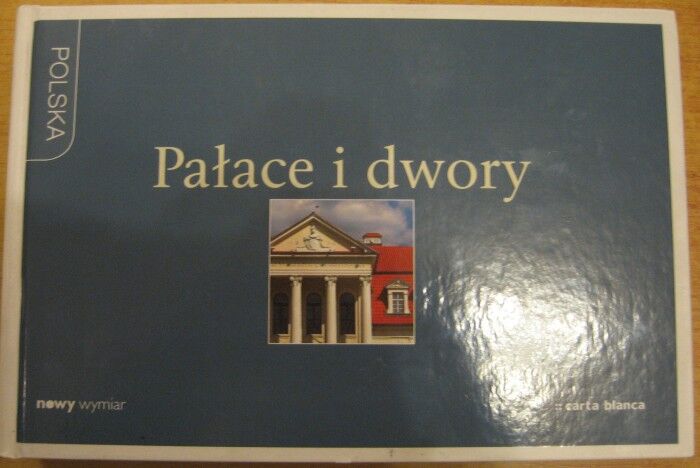 POLSKA
Pałace i dwory
nowy wymiar
:: carta blanca